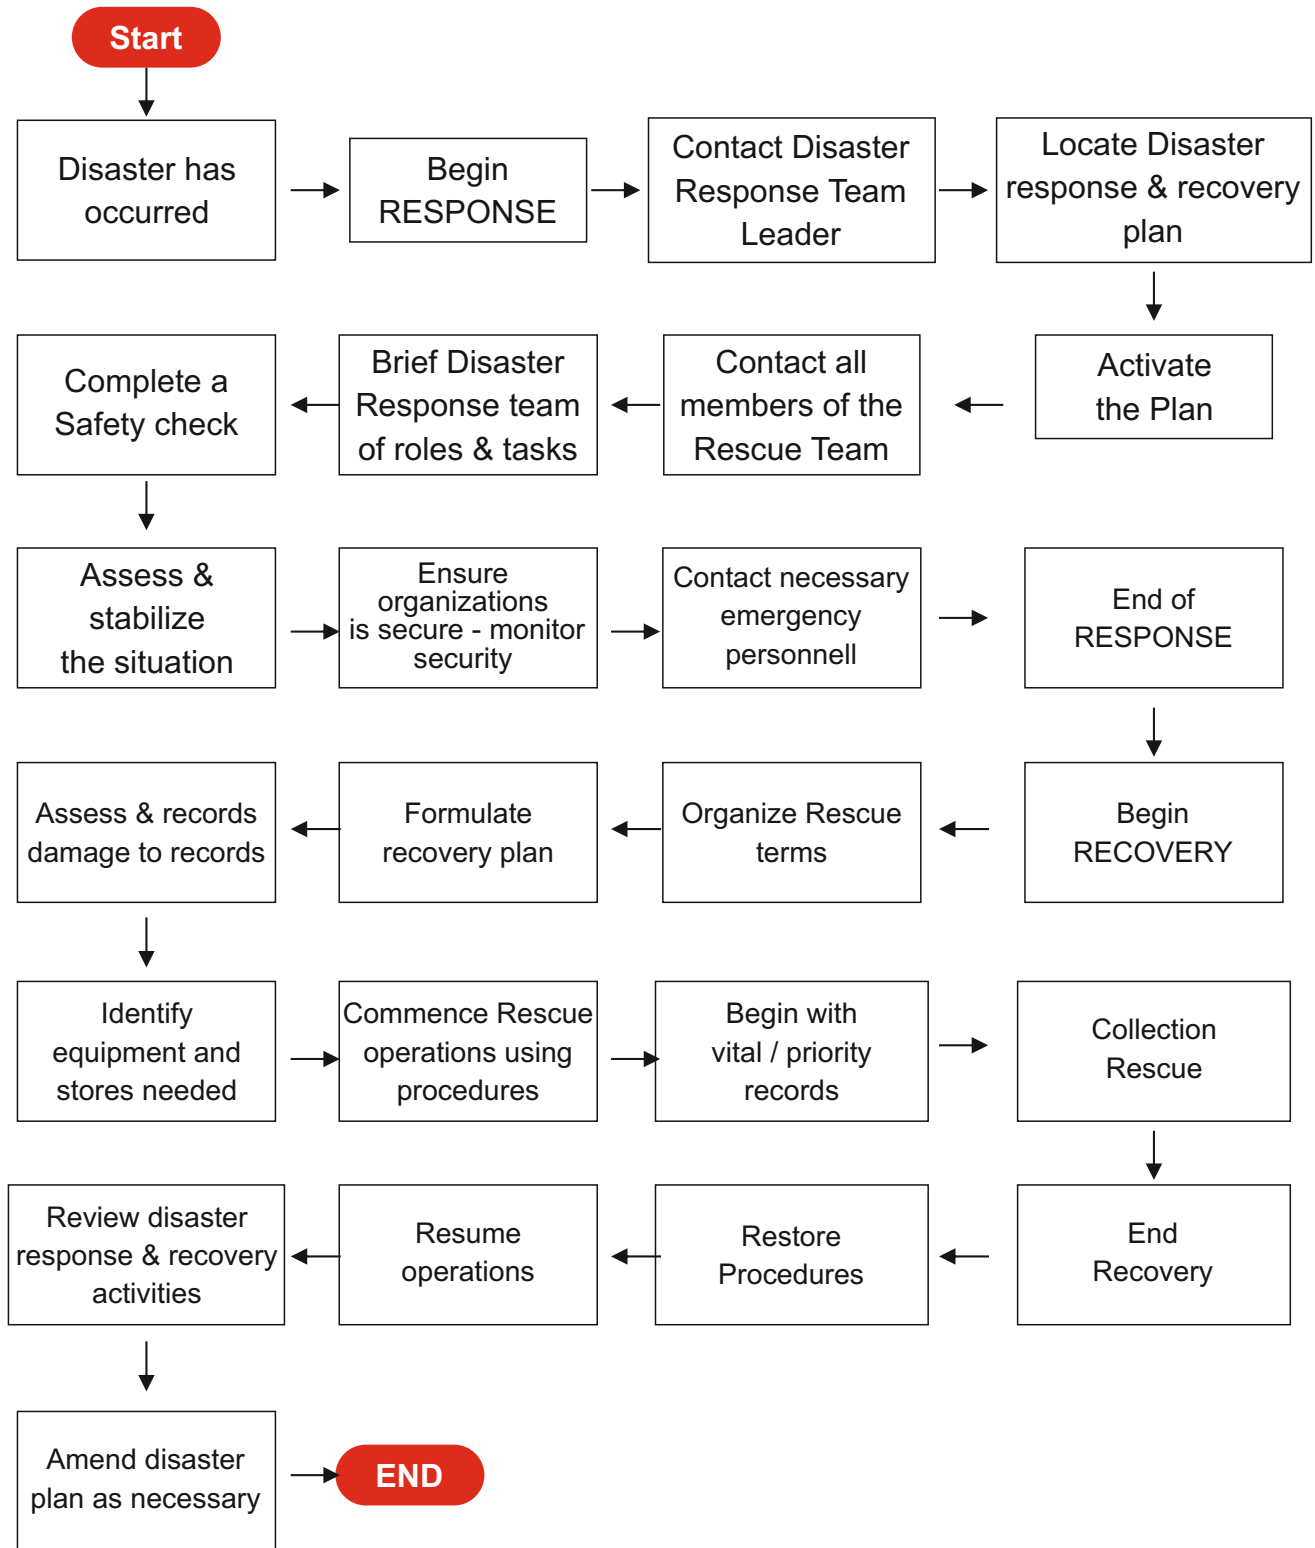 Start
Disaster has
occurred
Begin
RESPONSE
Contact Disaster
Response Team
Leader
Locate Disaster
response & recovery
plan
Activate
the Plan
Contact all
members of the
Rescue Team
Brief Disaster
Response team
of roles & tasks
Complete a
Safety check
Assess &
stabilize
the situation
Ensure
organizations
is secure - monitor
security
Contact necessary
emergency
personnell
End of
RESPONSE
Begin
RECOVERY
Organize Rescue
terms
Formulate
recovery plan
Assess & records
damage to records
Identify
equipment and
stores needed
Commence Rescue
operations using
procedures
Begin with
vital / priority
records
Collection
Rescue
End
Recovery
Restore
Procedures
Resume
operations
Review disaster
response & recovery
activities
Amend disaster
plan as necessary
END